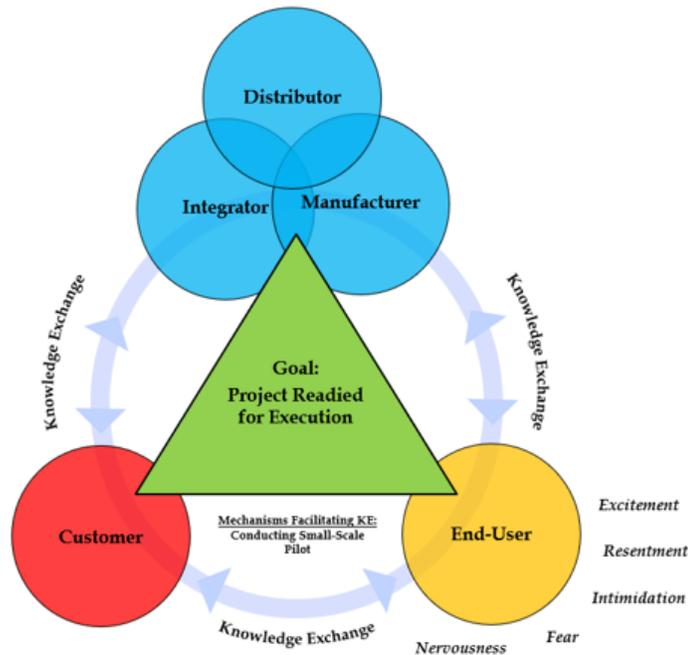 Distributor
Integrator
Manufacturer
Knowledge Exchange
Knowledge Exchange
Goal:
Project Readied
for Execution
Customer
Mechanisms Facilitating KE:
Conducting Small-Scale
Pilot
End-User
Excitement
Resentment
Intimidation
Fear
Nervousness
Knowledge Exchange